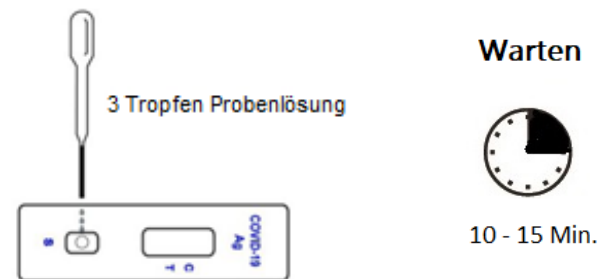 Warten
3 Tropfen Probenlösung
10 - 15 Min.
S
C
T
COVID-19
Ag